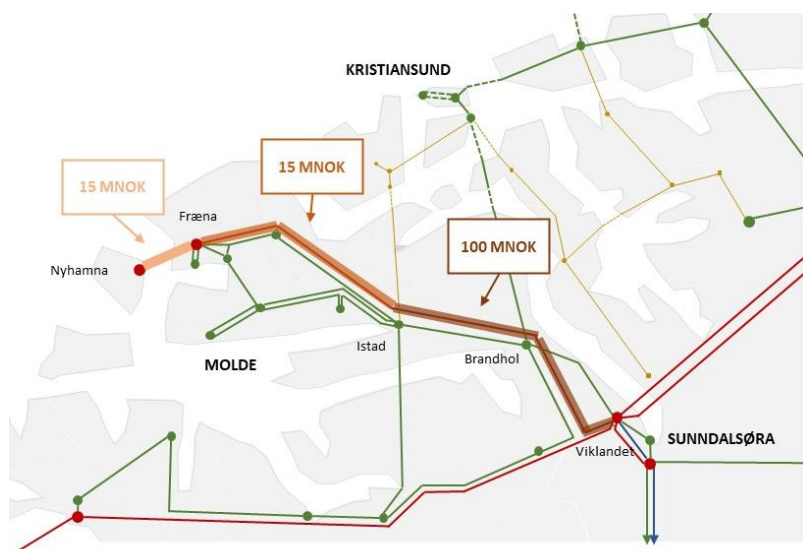 KRISTIANSUND
15 MNOK
15 MNOK
Fræna
100 MNOK
Nyhamna
Istad
Brandhol
MOLDE
SUNNDALSØRA
Viklandet